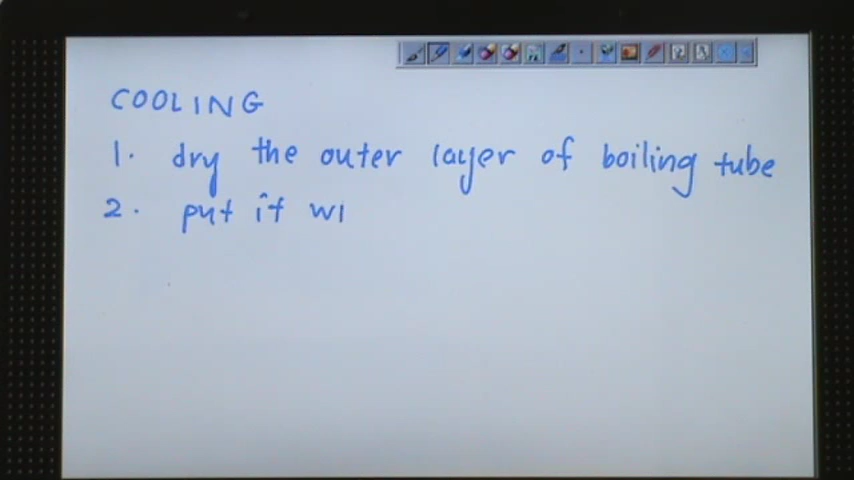 COOLING
1. dry the outer layer of boiling tube
2. put it wi